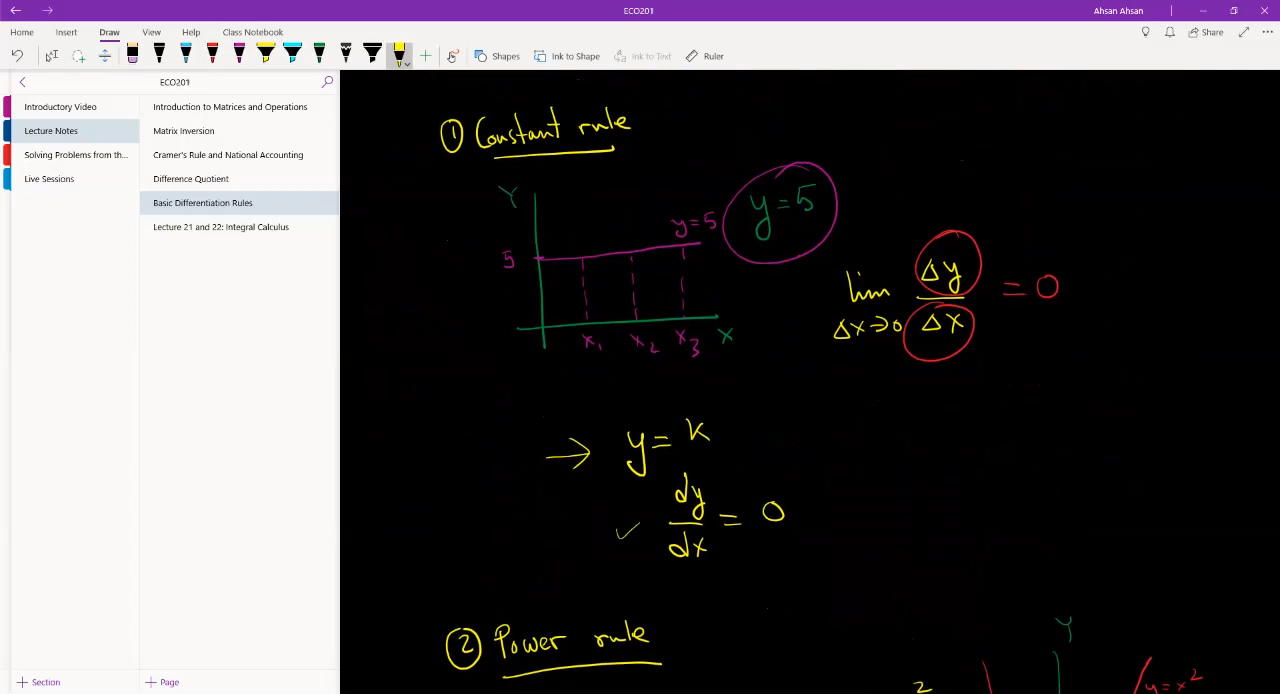 ECO201
Ahsan Ahsan
Home Insert Draw View Help Class Notebook
Share
Shapes Ink to Shape Ink to Text Ruler
ECO201
Introductory Video
Lecture Notes
Solving Problems from th...
Live Sessions
Introduction to Matrices and Operations
Matrix Inversion
Cramer's Rule and National Accounting
Difference Quotient
Basic Differentiation Rules
Lecture 21 and 22: Integral Calculus
+ Section
+ Page
① Constant rule
Y
y=5
y=5
5
x₁ x₂ x₃ X
lim Δx→0 Δy/Δx = 0
→ y = k
✓ dy/dx = 0
② Power rule
Y
2
y=x²